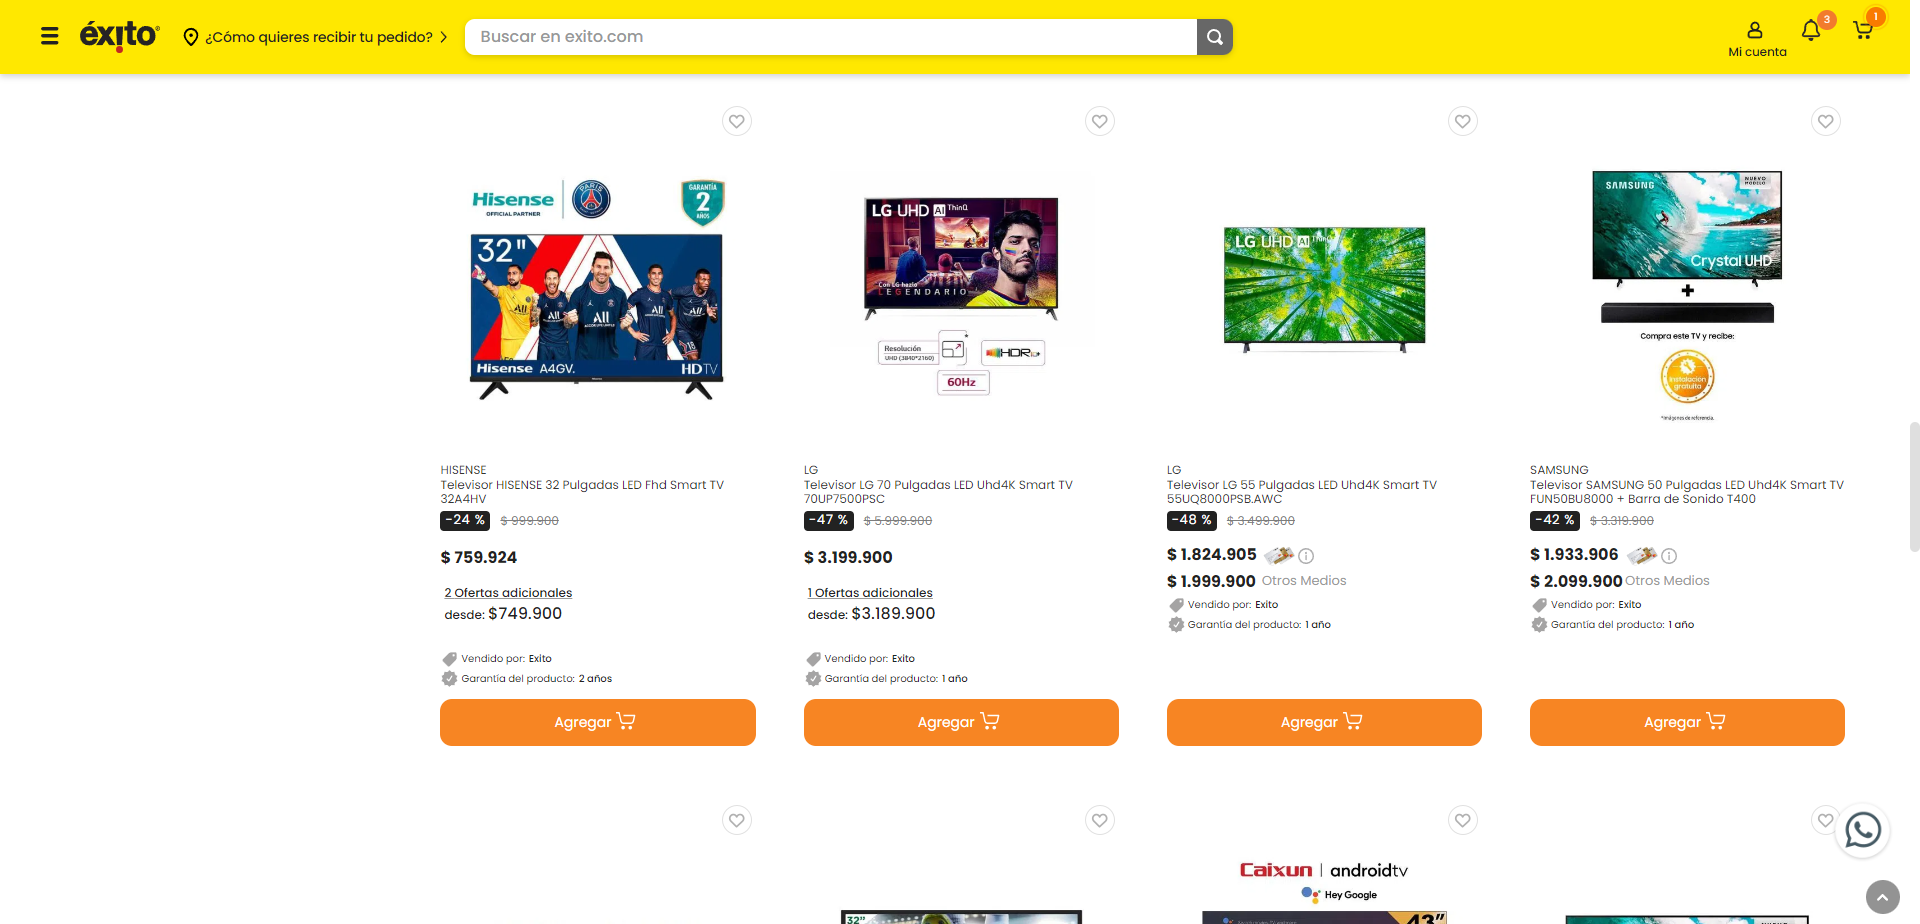 éxito
¿Cómo quieres recibir tu pedido?
Buscar en exito.com
Mi cuenta
3
1
Hisense
OFFICIAL PARTNER
PARIS
GARANTÍA
2
AÑOS
32"
Hisense A4GV.
HDTV
LG UHD AI ThinQ
Con LG hazlo
LEGENDARIO
Resolución
UHD (3840*2160)
HDR10+
60Hz
LG UHD AI ThinQ
SAMSUNG
NUEVO
MODELO
Crystal UHD
+
Compra este TV y recibe:
Instalación
gratuita
*Imágenes de referencia.
HISENSE
Televisor HISENSE 32 Pulgadas LED Fhd Smart TV
32A4HV
-24 % $ 999.900
$ 759.924
2 Ofertas adicionales
desde: $749.900
Vendido por: Exito
Garantía del producto: 2 años
Agregar
LG
Televisor LG 70 Pulgadas LED Uhd4K Smart TV
70UP7500PSC
-47 % $ 5.999.900
$ 3.199.900
1 Ofertas adicionales
desde: $3.189.900
Vendido por: Exito
Garantía del producto: 1 año
Agregar
LG
Televisor LG 55 Pulgadas LED Uhd4K Smart TV
55UQ8000PSB.AWC
-48 % $ 3.499.900
$ 1.824.905
$ 1.999.900 Otros Medios
Vendido por: Exito
Garantía del producto: 1 año
Agregar
SAMSUNG
Televisor SAMSUNG 50 Pulgadas LED Uhd4K Smart TV
FUN50BU8000 + Barra de Sonido T400
-42 % $ 3.319.900
$ 1.933.906
$ 2.099.900 Otros Medios
Vendido por: Exito
Garantía del producto: 1 año
Agregar
32"
Caixun | androidtv
Hey Google
43"